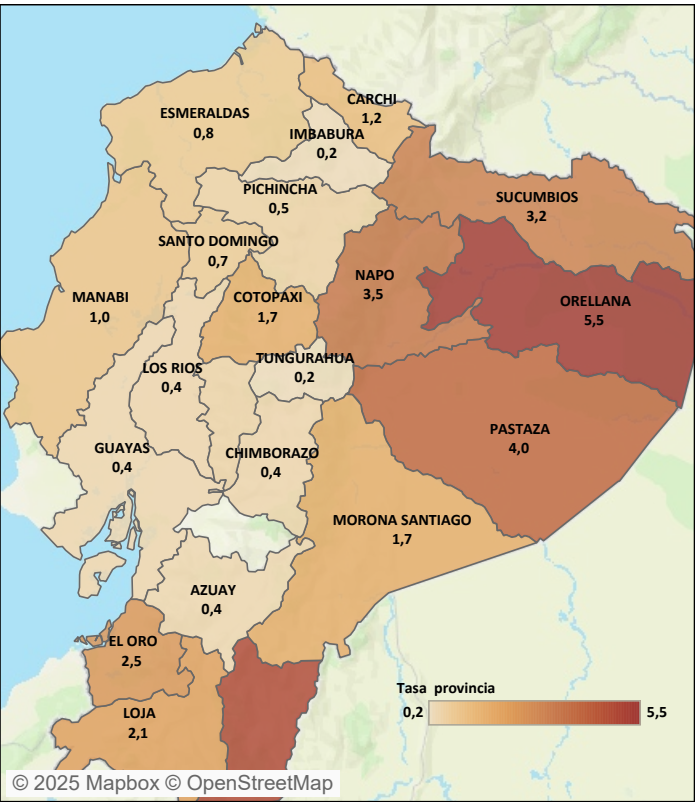 CARCHI
1,2
ESMERALDAS
0,8
IMBABURA
0,2
PICHINCHA
0,5
SUCUMBIOS
3,2
SANTO DOMINGO
0,7
NAPO
3,5
MANABI
1,0
COTOPAXI
1,7
ORELLANA
5,5
TUNGURAHUA
0,2
LOS RIOS
0,4
PASTAZA
4,0
GUAYAS
0,4
CHIMBORAZO
0,4
MORONA SANTIAGO
1,7
AZUAY
0,4
EL ORO
2,5
LOJA
2,1
Tasa provincia
0,2 5,5
© 2025 Mapbox © OpenStreetMap